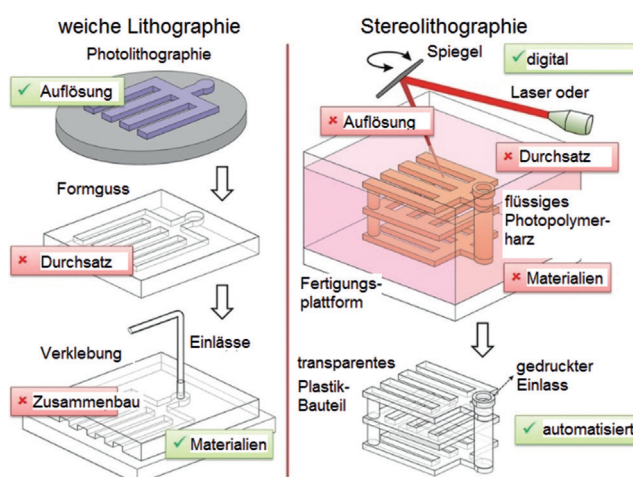 weiche Lithographie
Photolithographie
✓ Auflösung
Formguss
✗ Durchsatz
Verklebung
Einlässe
✗ Zusammenbau
✓ Materialien
Stereolithographie
Spiegel
✓ digital
Laser oder
✗ Auflösung
✗ Durchsatz
flüssiges
Photopolymer-
harz
✗ Materialien
Fertigungs-
plattform
transparentes
Plastik-
Bauteil
gedruckter
Einlass
✓ automatisiert